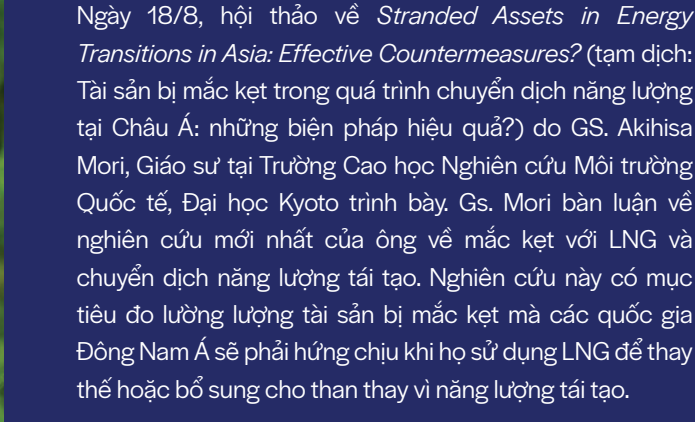 Ngày 18/8, hội thảo về Stranded Assets in Energy
Transitions in Asia: Effective Countermeasures? (tạm dịch:
Tài sản bị mắc kẹt trong quá trình chuyển dịch năng lượng
tại Châu Á: những biện pháp hiệu quả?) do GS. Akihisa
Mori, Giáo sư tại Trường Cao học Nghiên cứu Môi trường
Quốc tế, Đại học Kyoto trình bày. Gs. Mori bàn luận về
nghiên cứu mới nhất của ông về mắc kẹt với LNG và
chuyển dịch năng lượng tái tạo. Nghiên cứu này có mục
tiêu đo lường lượng tài sản bị mắc kẹt mà các quốc gia
Đông Nam Á sẽ phải hứng chịu khi họ sử dụng LNG để thay
thế hoặc bổ sung cho than thay vì năng lượng tái tạo.